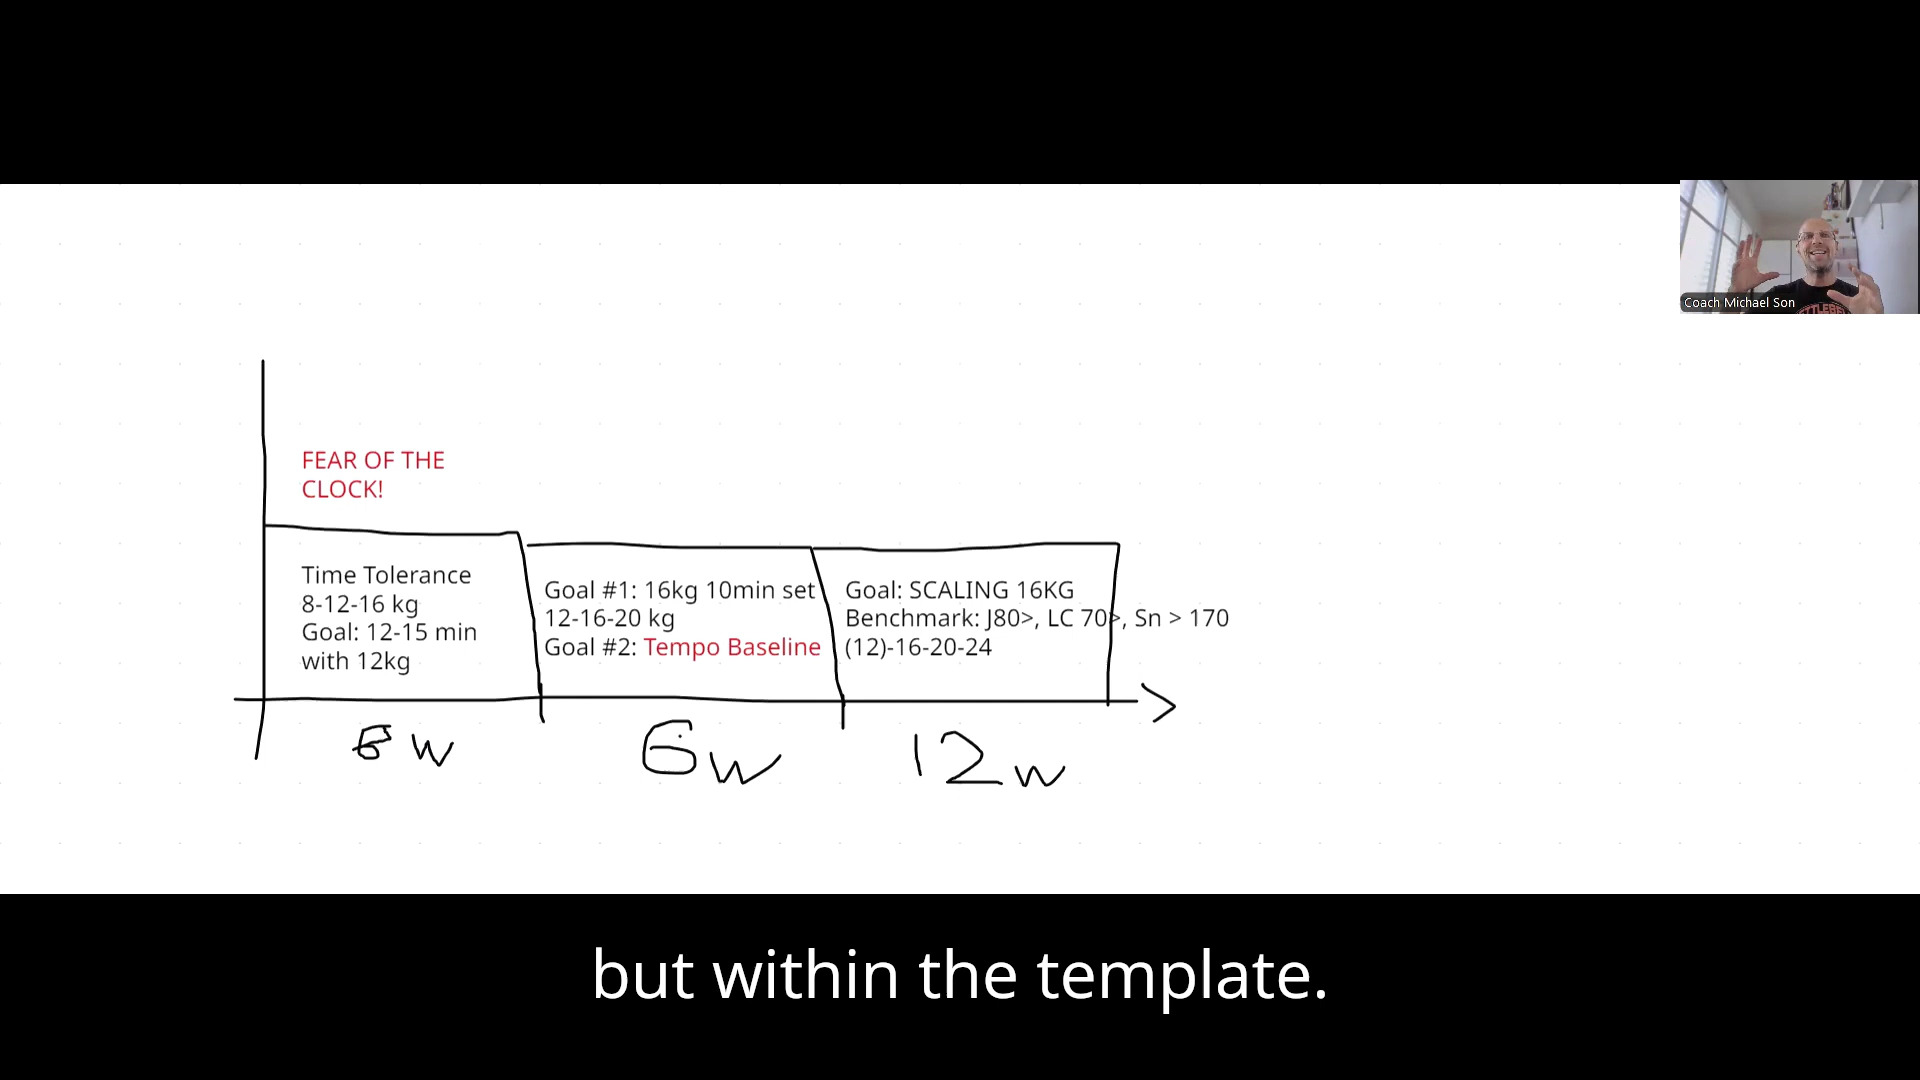 Coach Michael Son
FEAR OF THE
CLOCK!
Time Tolerance
8-12-16 kg
Goal: 12-15 min
with 12kg
Goal #1: 16kg 10min set
12-16-20 kg
Goal #2: Tempo Baseline
Goal: SCALING 16KG
Benchmark: J80>, LC 70>, Sn > 170
(12)-16-20-24
W
6w
12w
but within the template.